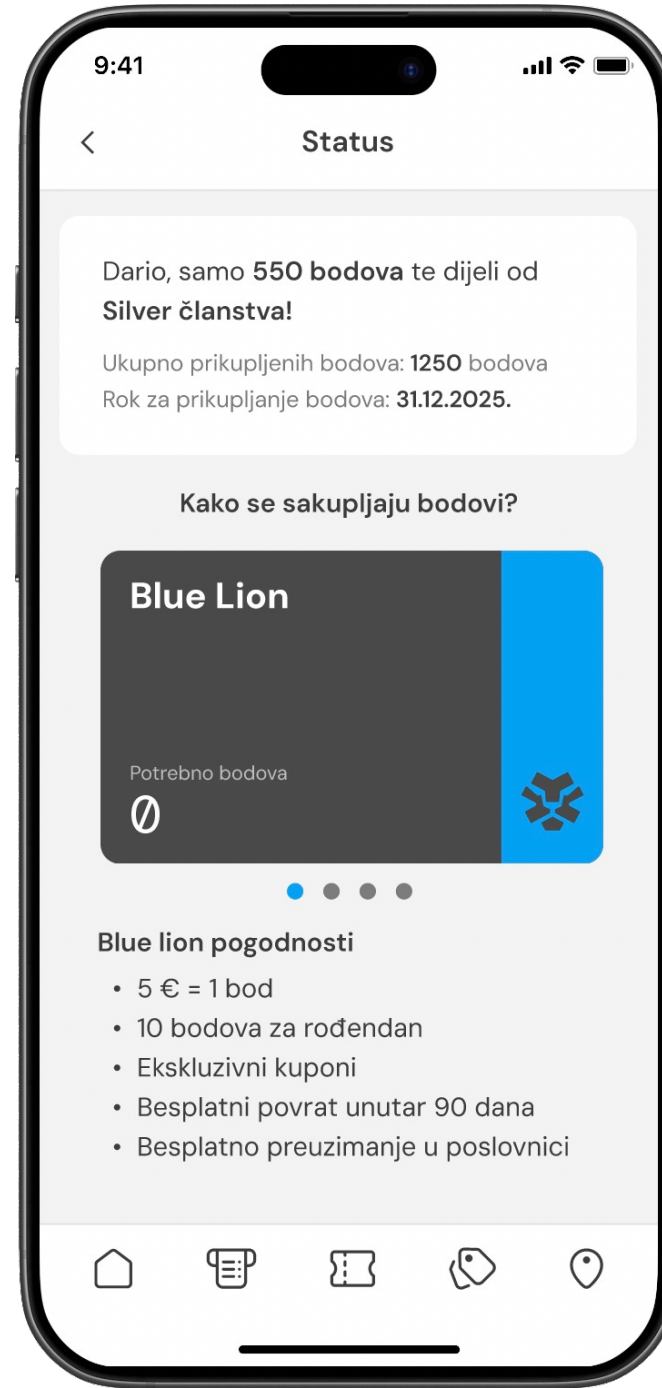 9:41
Status
Dario, samo 550 bodova te dijeli od
Silver članstva!
Ukupno prikupljenih bodova: 1250 bodova
Rok za prikupljanje bodova: 31.12.2025.
Kako se sakupljaju bodovi?
Blue Lion
Potrebno bodova
0
Blue lion pogodnosti
• 5 € = 1 bod
• 10 bodova za rođendan
• Ekskluzivni kuponi
• Besplatni povrat unutar 90 dana
• Besplatno preuzimanje u poslovnici